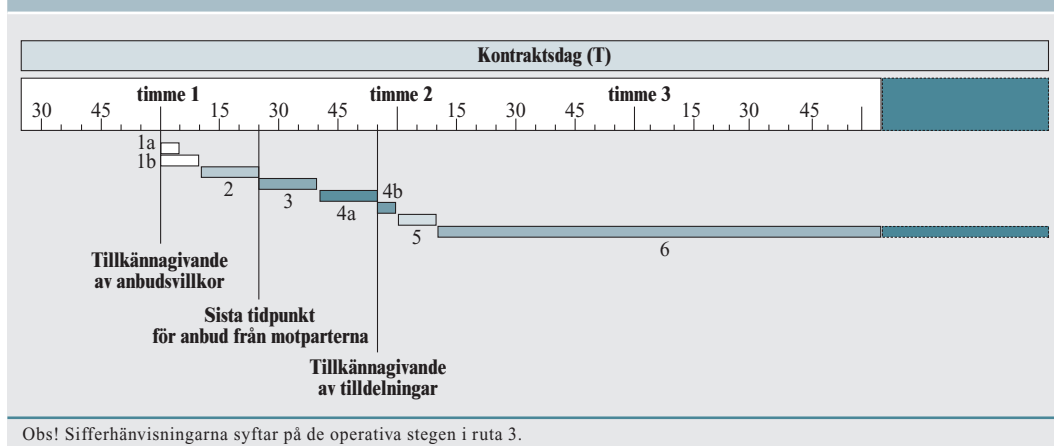 Kontraktsdag (T)
timme 1 timme 2 timme 3
30 45 15 30 45 15 30 45 15 30 45
1a
1b
2
3
4a
4b
5
6
Tillkännagivande
av anbudsvillkor
Sista tidpunkt
för anbud från motparterna
Tillkännagivande
av tilldelningar
Obs! Sifferhänvisningarna syftar på de operativa stegen i ruta 3.